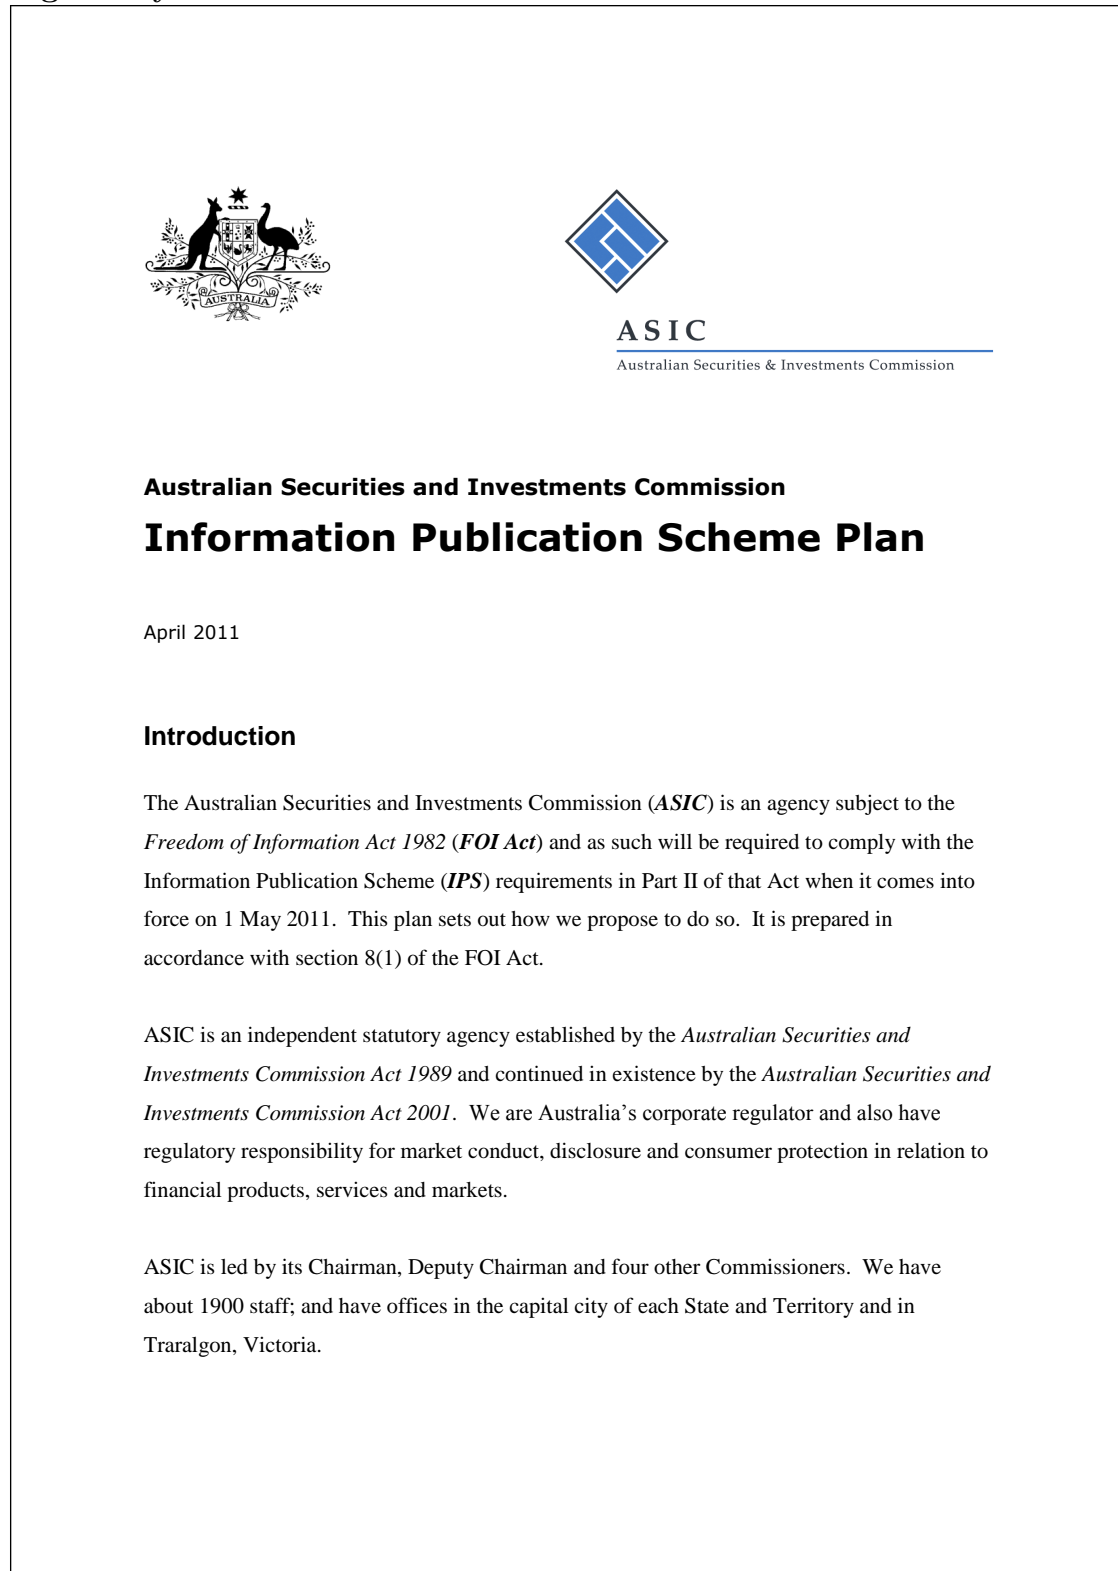 AUSTRALIA
ASIC
Australian Securities & Investments Commission
Australian Securities and Investments Commission
Information Publication Scheme Plan
April 2011
Introduction
The Australian Securities and Investments Commission (ASIC) is an agency subject to the
Freedom of Information Act 1982 (FOI Act) and as such will be required to comply with the
Information Publication Scheme (IPS) requirements in Part II of that Act when it comes into
force on 1 May 2011.  This plan sets out how we propose to do so.  It is prepared in
accordance with section 8(1) of the FOI Act.
ASIC is an independent statutory agency established by the Australian Securities and
Investments Commission Act 1989 and continued in existence by the Australian Securities and
Investments Commission Act 2001.  We are Australia’s corporate regulator and also have
regulatory responsibility for market conduct, disclosure and consumer protection in relation to
financial products, services and markets.
ASIC is led by its Chairman, Deputy Chairman and four other Commissioners.  We have
about 1900 staff; and have offices in the capital city of each State and Territory and in
Traralgon, Victoria.